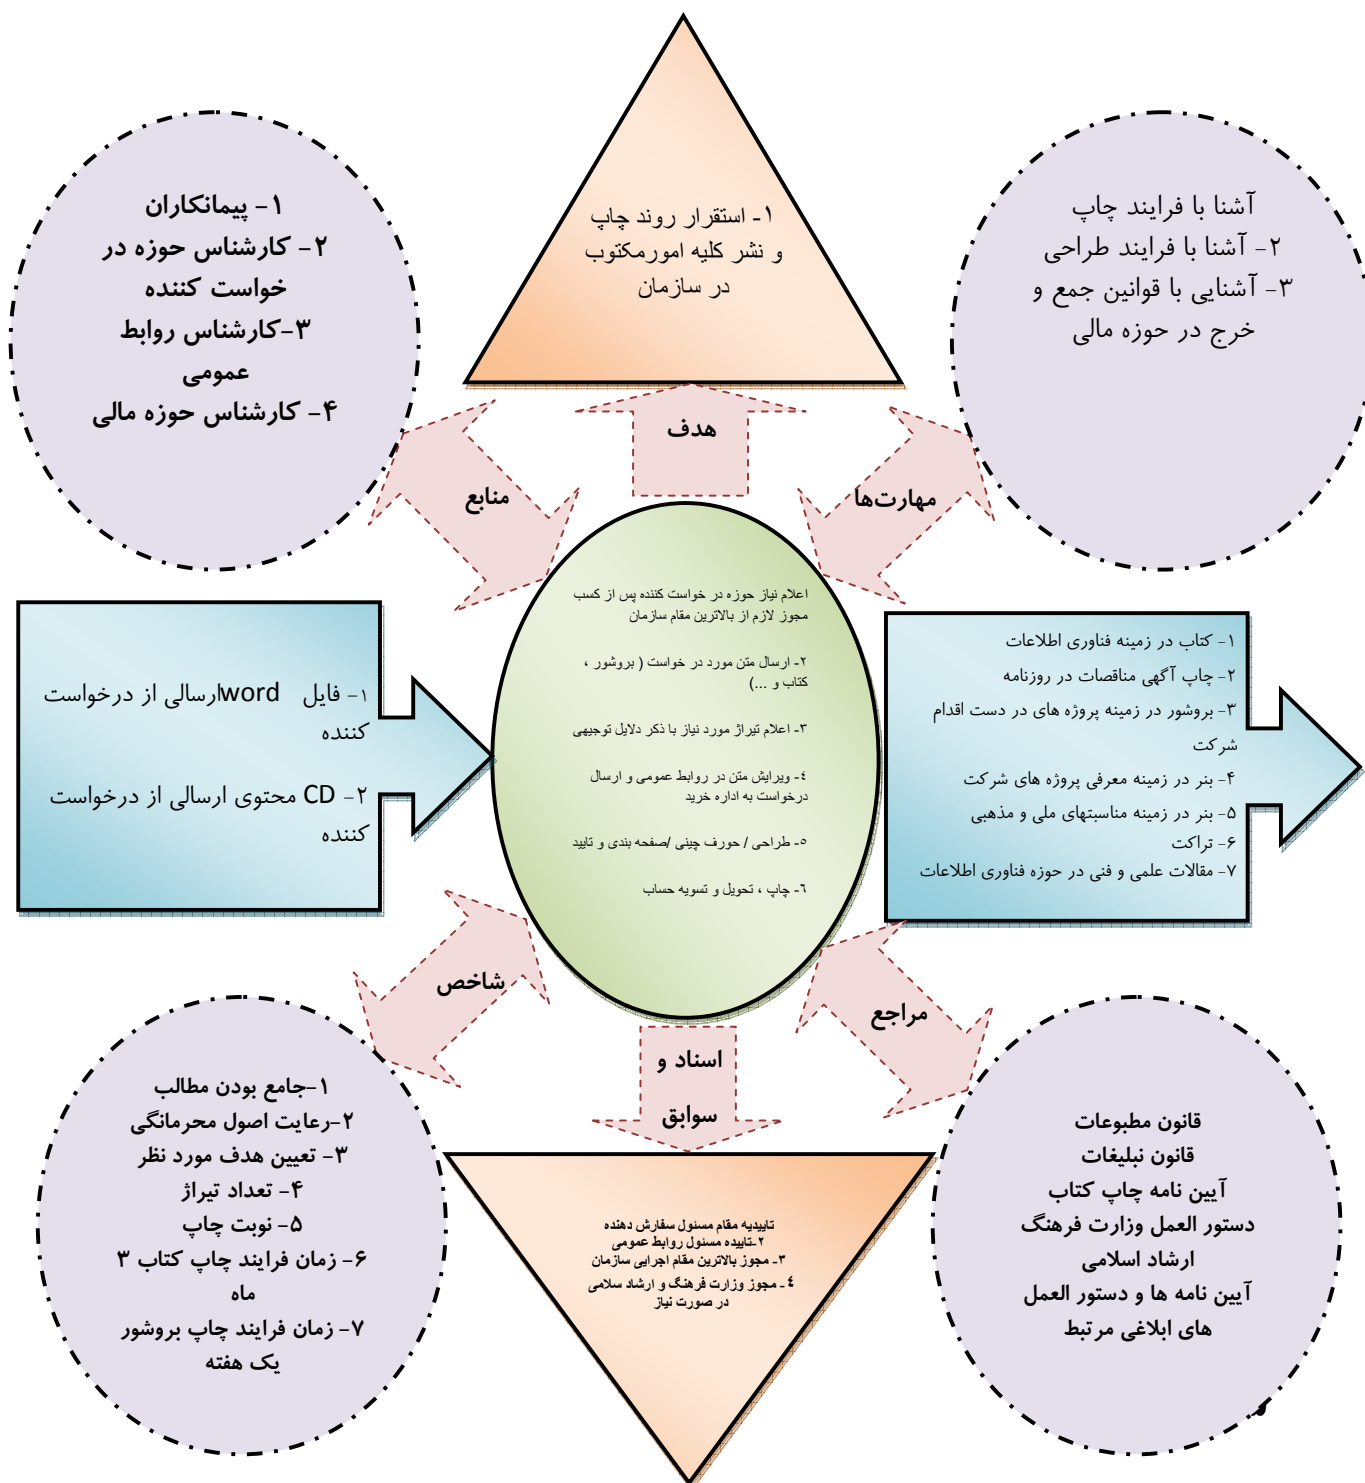 ۱- استقرار روند چاپ
و نشر کلیه امورمکتوب
در سازمان
آشنا با فرایند چاپ
۲- آشنا با فرایند طراحی
۳- آشنایی با قوانین جمع و
خرج در حوزه مالی
۱- پیمانکاران
۲- کارشناس حوزه در
خواست کننده
۳-کارشناس روابط
عمومی
۴- کارشناس حوزه مالی
هدف
مهارت‌ها
منابع
اعلام نیاز حوزه در خواست کننده پس از کسب
مجوز لازم از بالاترین مقام سازمان
۲- ارسال متن مورد در خواست ( بروشور ،
کتاب و ...)
۳- اعلام تیراژ مورد نیاز با ذکر دلایل توجیهی
٤- ویرایش متن در روابط عمومی و ارسال
درخواست به اداره خرید
٥- طراحی / حورف چینی /صفحه بندی و تایید
٦- چاپ ، تحویل و تسویه حساب
۱- فایل wordارسالی از درخواست
کننده
۲- CD محتوی ارسالی از درخواست
کننده
۱- کتاب در زمینه فناوری اطلاعات
۲- چاپ آگهی مناقصات در روزنامه
۳- بروشور در زمینه پروژه های در دست اقدام
شرکت
۴- بنر در زمینه معرفی پروژه های شرکت
۵- بنر در زمینه مناسبتهای ملی و مذهبی
۶- تراکت
۷- مقالات علمی و فنی در حوزه فناوری اطلاعات
شاخص
مراجع
اسناد و
سوابق
قانون مطبوعات
قانون نبلیغات
آیین نامه چاپ کتاب
دستور العمل وزارت فرهنگ
ارشاد اسلامی
آیین نامه ها و دستور العمل
های ابلاغی مرتبط
۱-جامع بودن مطالب
۲-رعایت اصول محرمانگی
۳- تعیین هدف مورد نظر
۴- تعداد تیراژ
۵- نوبت چاپ
۶- زمان فرایند چاپ کتاب ۳
ماه
۷- زمان فرایند چاپ بروشور
یک هفته
تاییدیه مقام مسئول سفارش دهنده
۲-تاییده مسئول روابط عمومی
۳- مجوز بالاترین مقام اجرایی سازمان
٤- مجوز وزارت فرهنگ و ارشاد سلامی
در صورت نیاز